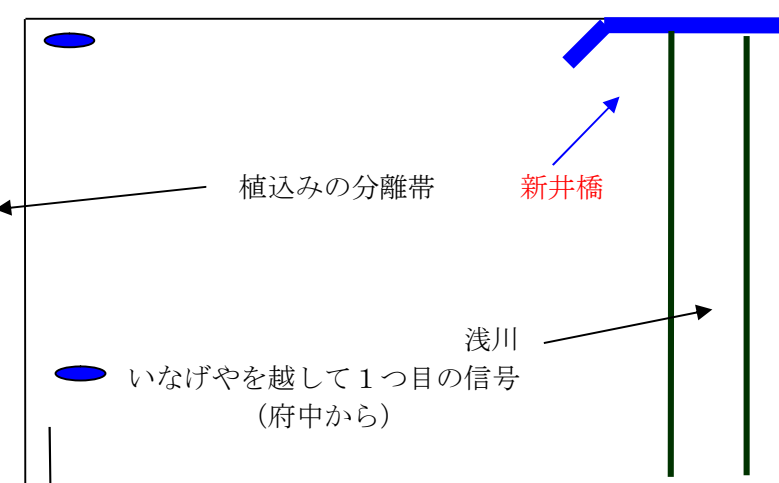 植込みの分離帯
新井橋
浅川
いなげやを越して１つ目の信号
（府中から）